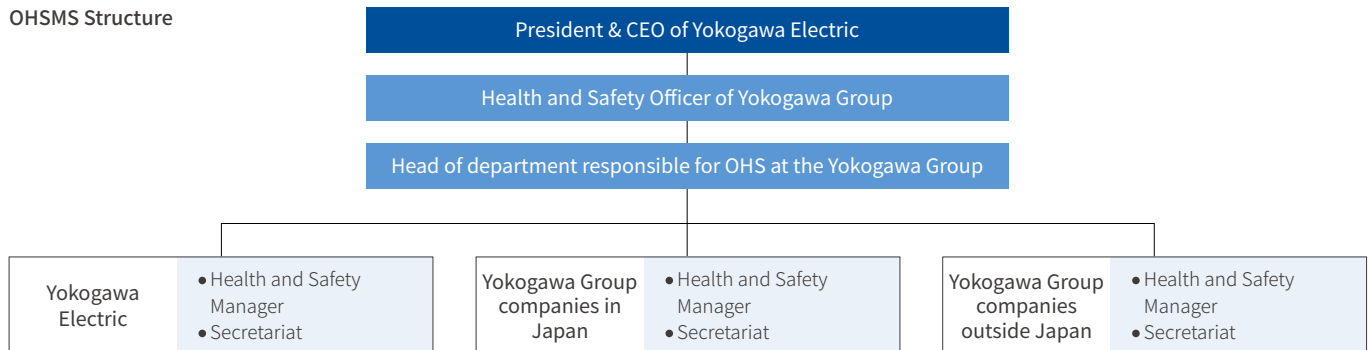 OHSMS Structure
President & CEO of Yokogawa Electric
Health and Safety Officer of Yokogawa Group
Head of department responsible for OHS at the Yokogawa Group
Yokogawa
Electric
• Health and Safety
Manager
• Secretariat
Yokogawa Group
companies in
Japan
• Health and Safety
Manager
• Secretariat
Yokogawa Group
companies
outside Japan
• Health and Safety
Manager
• Secretariat